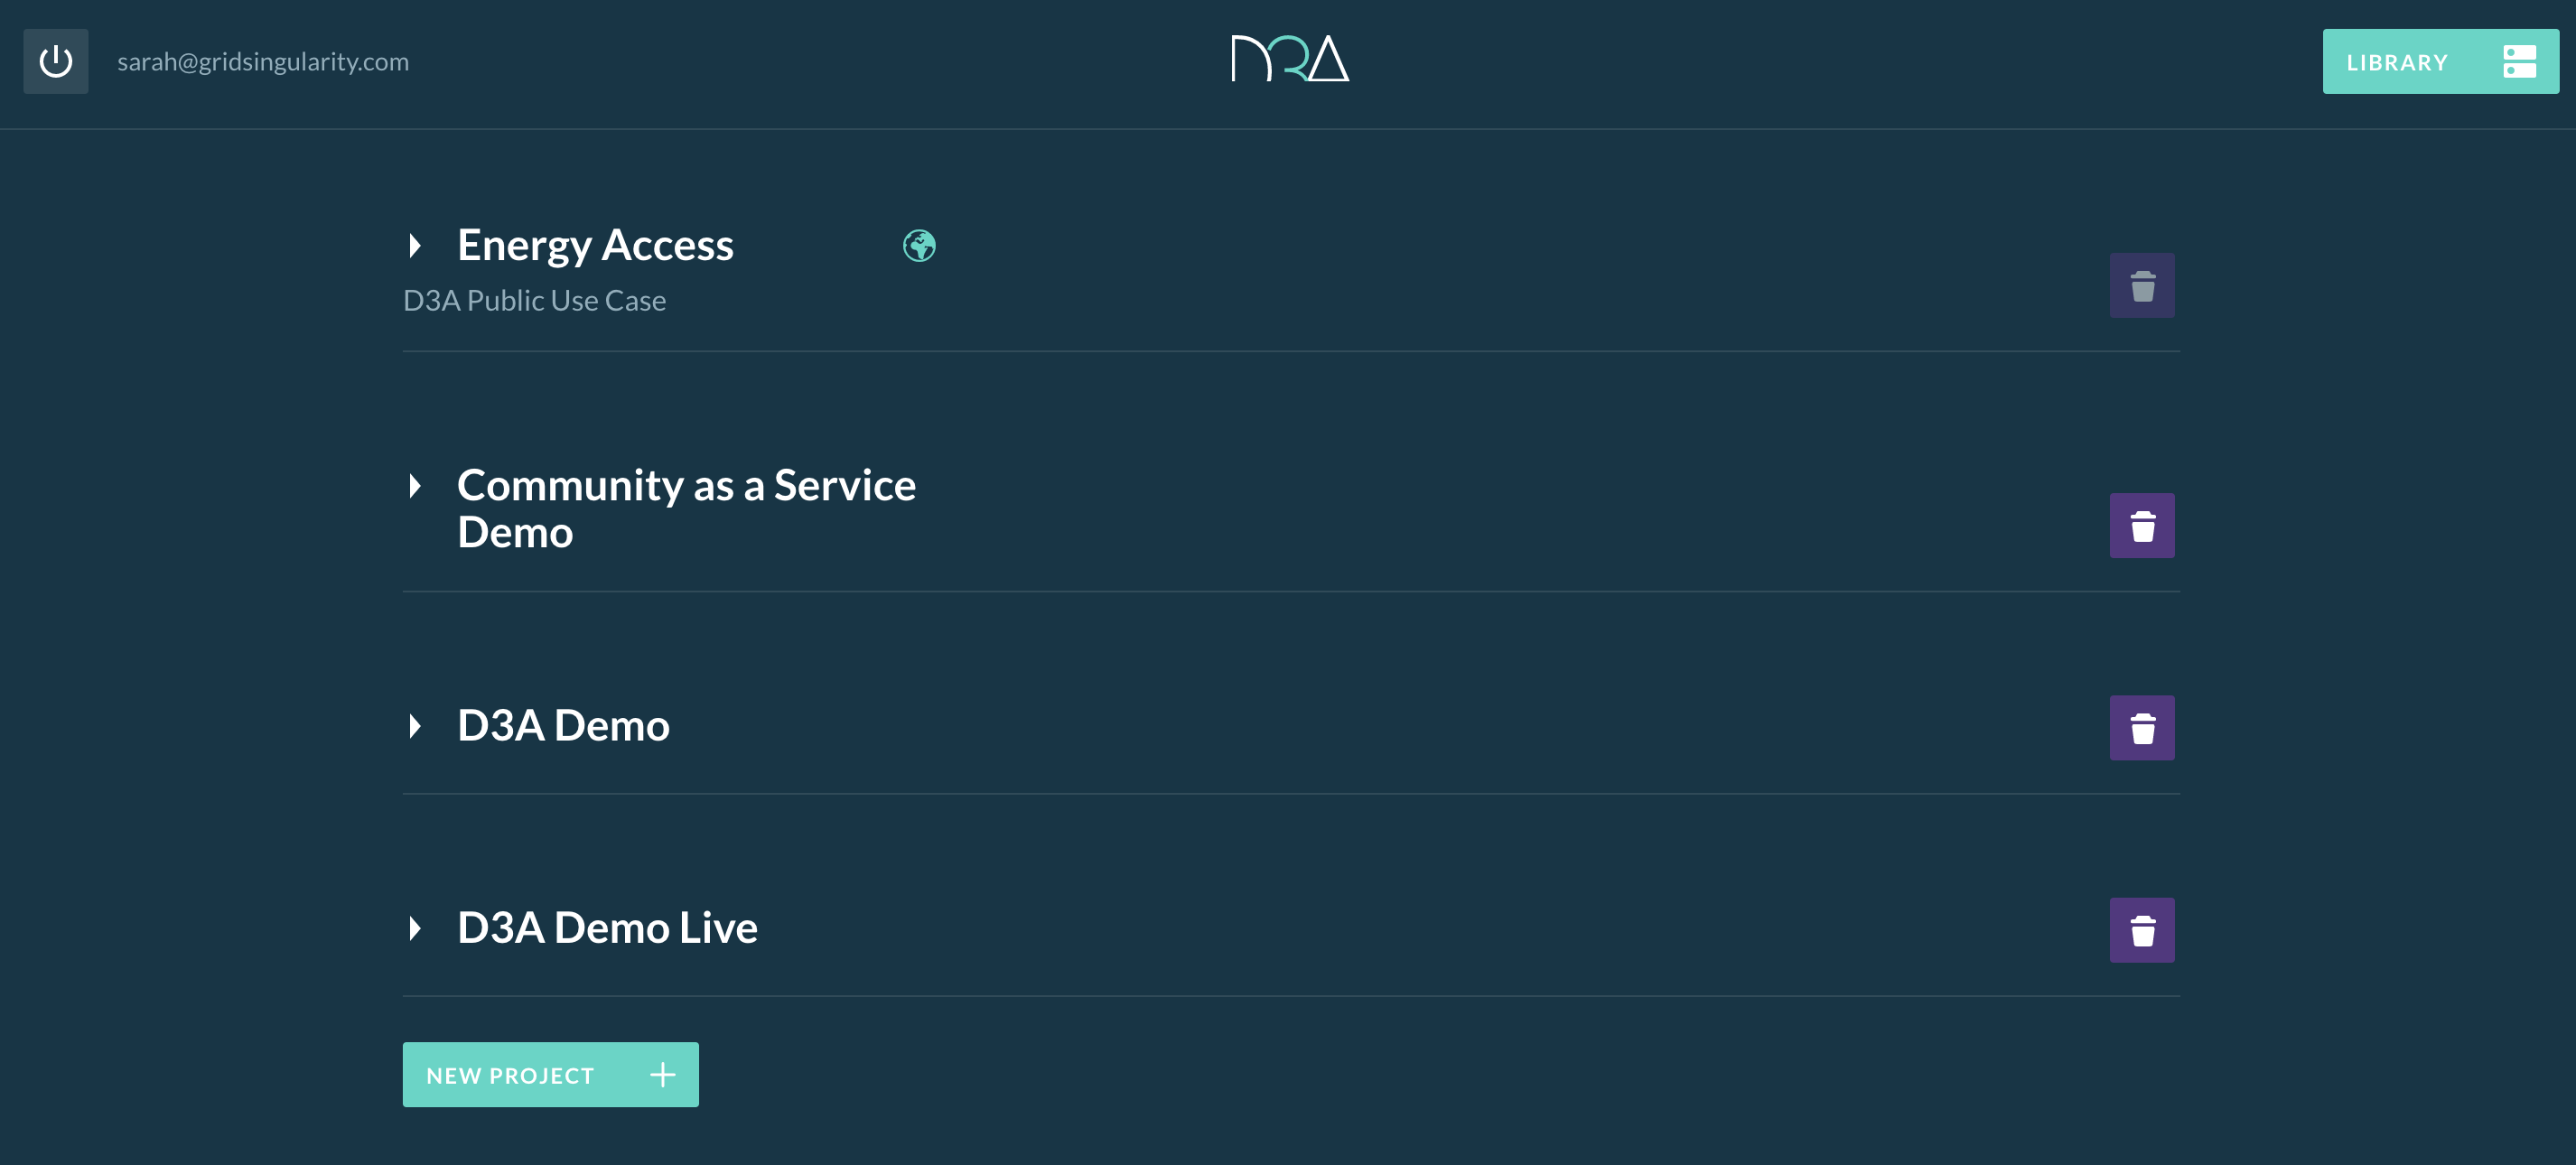 sarah@gridsingularity.com
D3A
LIBRARY
Energy Access
D3A Public Use Case
Community as a Service
Demo
D3A Demo
D3A Demo Live
NEW PROJECT